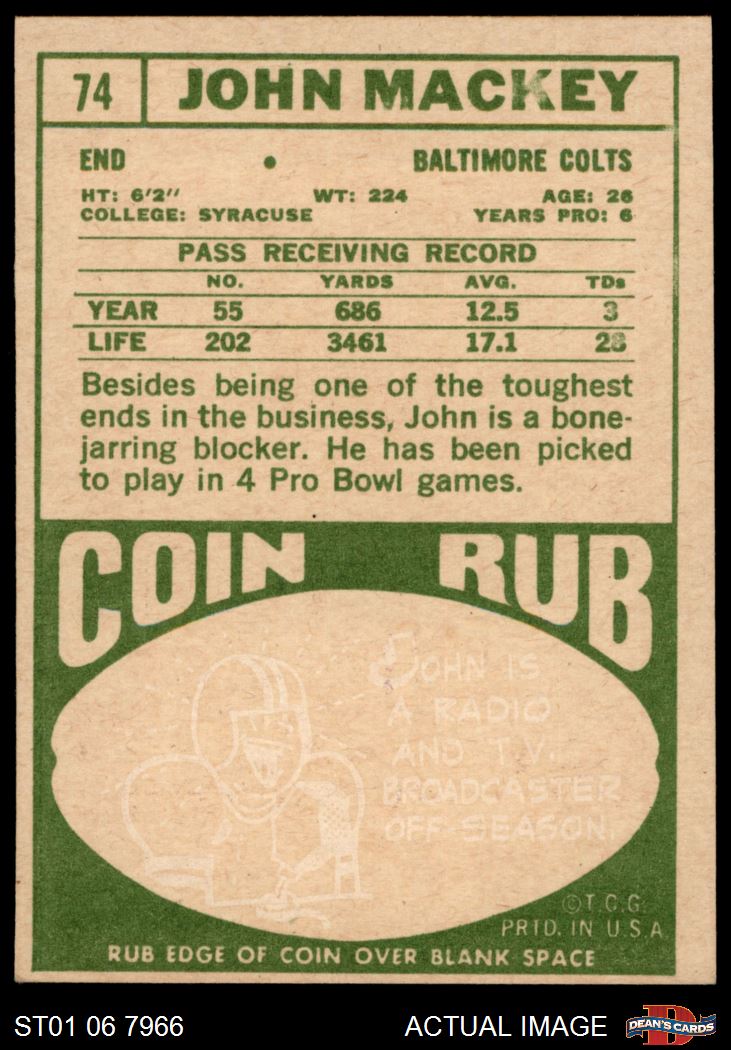 74 JOHN MACKEY
END • BALTIMORE COLTS
HT: 6'2" WT: 224 AGE: 26
COLLEGE: SYRACUSE YEARS PRO: 6
PASS RECEIVING RECORD
NO. YARDS AVG. TDs
YEAR 55 686 12.5 3
LIFE 202 3461 17.1 28
Besides being one of the toughest
ends in the business, John is a bone-
jarring blocker. He has been picked
to play in 4 Pro Bowl games.
COIN RUB
JOHN IS
A RADIO
AND T.V.
BROADCASTER
OFF-SEASON.
©T.C.G.
PRTD. IN U.S.A
RUB EDGE OF COIN OVER BLANK SPACE
ST01 06 7966 ACTUAL IMAGE DEAN'S CARDS